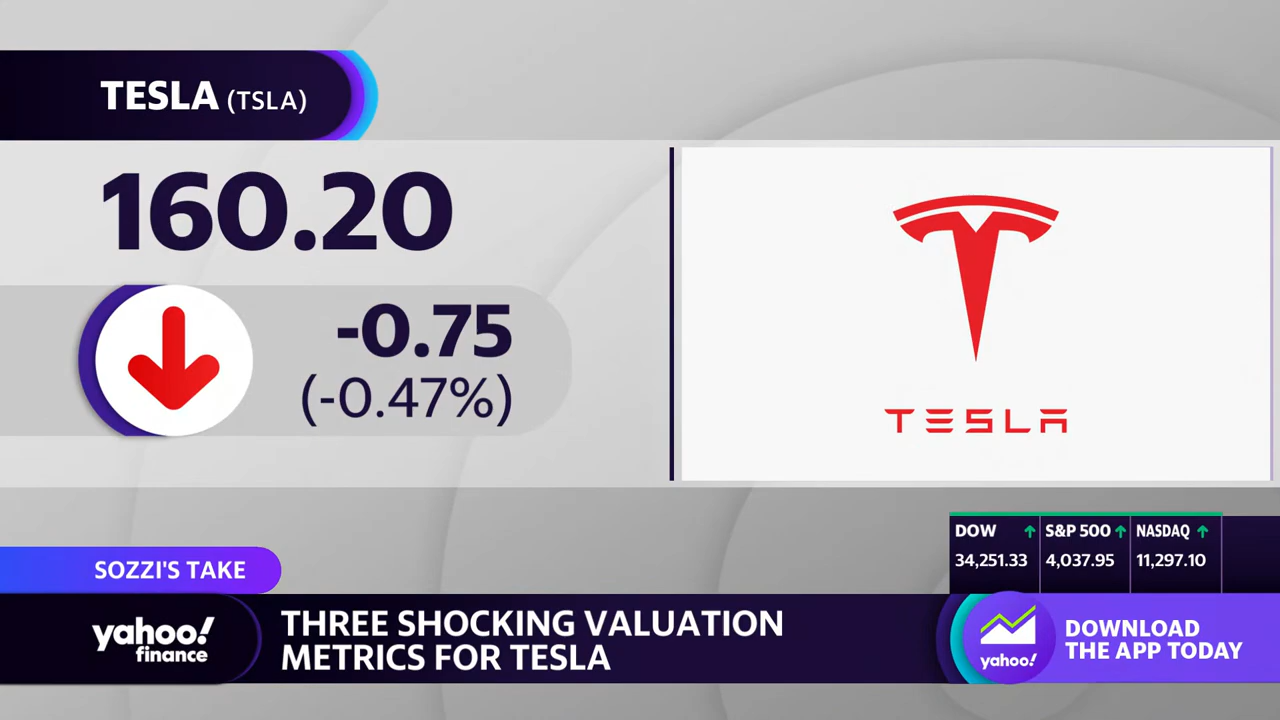 TESLA (TSLA)
160.20
-0.75
(-0.47%)
TESLA
DOW
34,251.33
S&P 500
4,037.95
NASDAQ
11,297.10
SOZZI'S TAKE
yahoo!
finance
THREE SHOCKING VALUATION
METRICS FOR TESLA
yahoo!
DOWNLOAD
THE APP TODAY